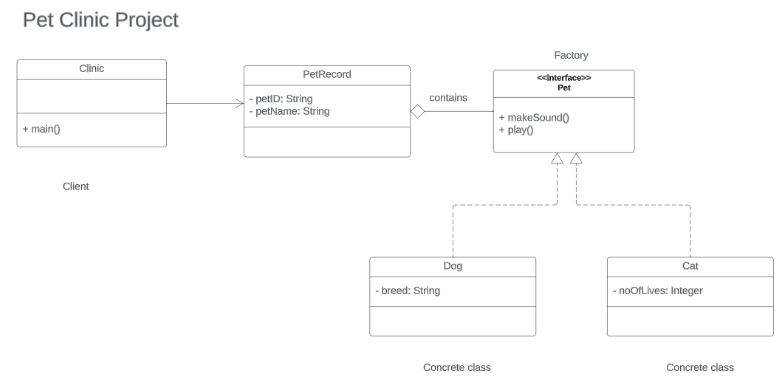 Pet Clinic Project
Factory
Clinic
+ main()
Client
PetRecord
- petID; String
- petName: String
contains
<<interface>>
Pet
+ makeSound()
+ play()
Dog
- breed: String
Concrete class
Cat
- noOfLives: Integer
Concrete class